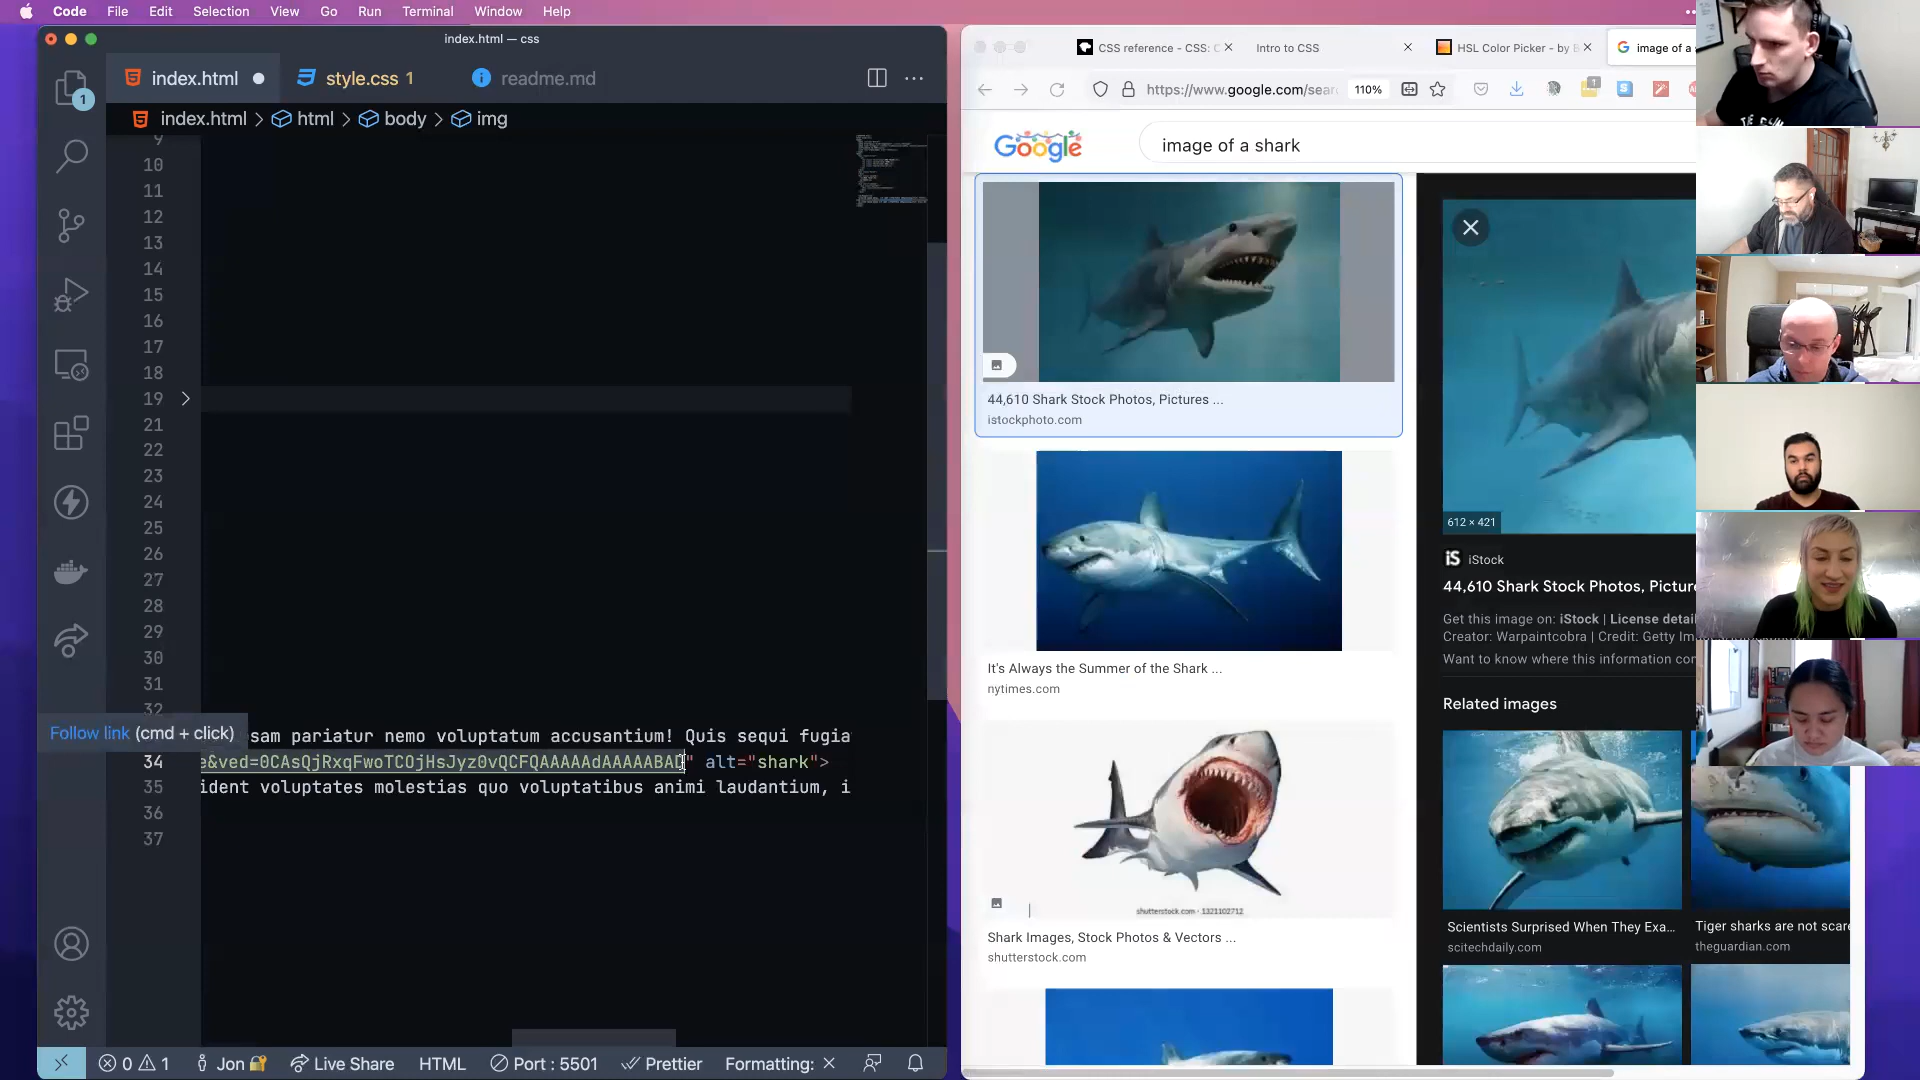 Code File Edit Selection View Go Run Terminal Window Help
index.html — css
index.html
style.css 1
readme.md
index.html > html > body > img
1
9
10
11
12
13
14
15
16
17
18
19
21
22
23
24
25
26
27
28
29
30
31
32
Follow link (cmd + click)
sam pariatur nemo voluptatum accusantium! Quis sequi fugia
34 e&ved=0CAsQjRxqFwoTCOjHsJyz0vQCFQAAAAAdAAAAABAD" alt="shark">
35 ident voluptates molestias quo voluptatibus animi laudantium, i
36
37
0 1 Jon Live Share HTML Port : 5501 Prettier Formatting:
CSS reference - CSS: C
Intro to CSS
HSL Color Picker - by B
image of a
https://www.google.com/sear
110%
1
Google
image of a shark
44,610 Shark Stock Photos, Pictures ...
istockphoto.com
It's Always the Summer of the Shark ...
nytimes.com
shutterstock.com · 1321102712
Shark Images, Stock Photos & Vectors ...
shutterstock.com
612 × 421
iS iStock
44,610 Shark Stock Photos, Pictur
Get this image on: iStock | License detai
Creator: Warpaintcobra | Credit: Getty Im
Want to know where this information co
Related images
Scientists Surprised When They Exa...
scitechdaily.com
Tiger sharks are not scar
theguardian.com